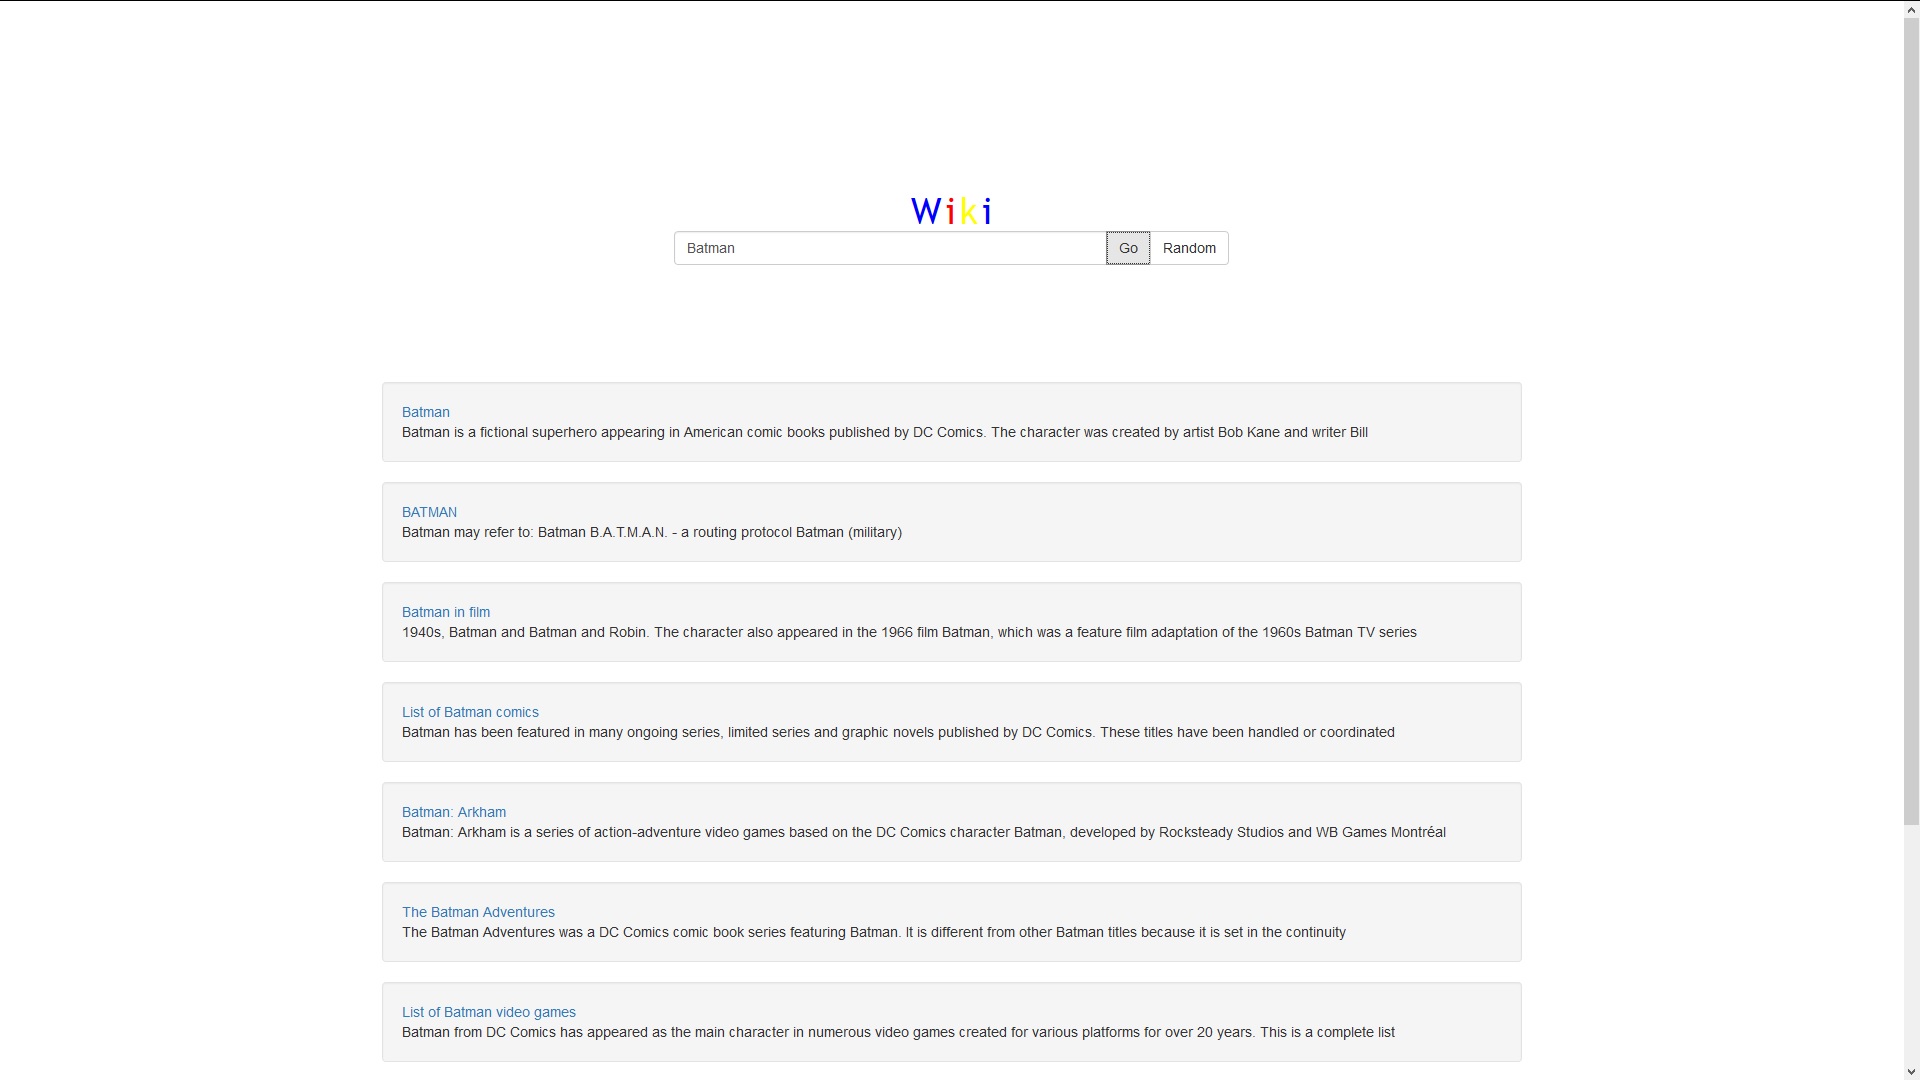 Wiki
Batman Go Random
Batman
Batman is a fictional superhero appearing in American comic books published by DC Comics. The character was created by artist Bob Kane and writer Bill
BATMAN
Batman may refer to: Batman B.A.T.M.A.N. - a routing protocol Batman (military)
Batman in film
1940s, Batman and Batman and Robin. The character also appeared in the 1966 film Batman, which was a feature film adaptation of the 1960s Batman TV series
List of Batman comics
Batman has been featured in many ongoing series, limited series and graphic novels published by DC Comics. These titles have been handled or coordinated
Batman: Arkham
Batman: Arkham is a series of action-adventure video games based on the DC Comics character Batman, developed by Rocksteady Studios and WB Games Montréal
The Batman Adventures
The Batman Adventures was a DC Comics comic book series featuring Batman. It is different from other Batman titles because it is set in the continuity
List of Batman video games
Batman from DC Comics has appeared as the main character in numerous video games created for various platforms for over 20 years. This is a complete list